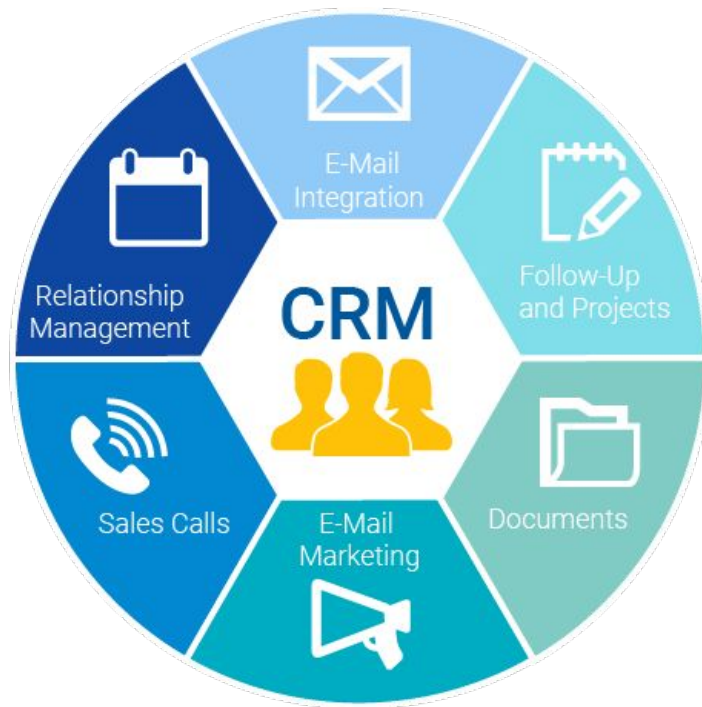 E-Mail
Integration
Follow-Up
and Projects
Documents
E-Mail
Marketing
Sales Calls
Relationship
Management
CRM